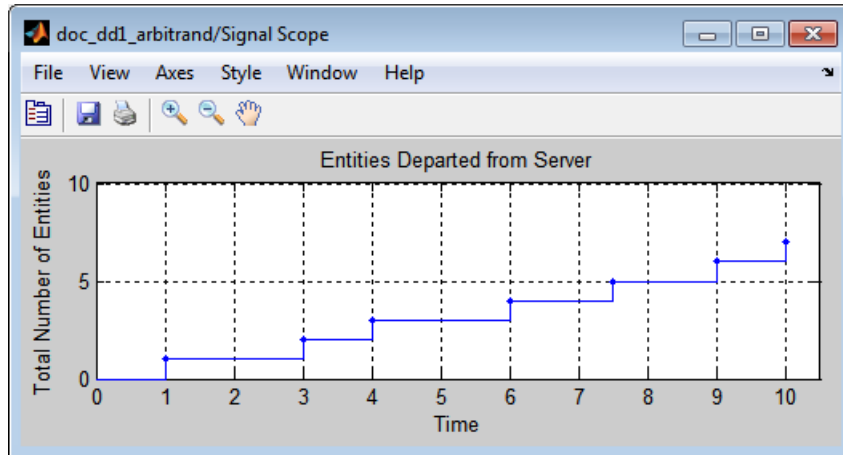 doc_dd1_arbitrand/Signal Scope
File View Axes Style Window Help
Entities Departed from Server
Total Number of Entities
10
5
0
0 1 2 3 4 5 6 7 8 9 10
Time